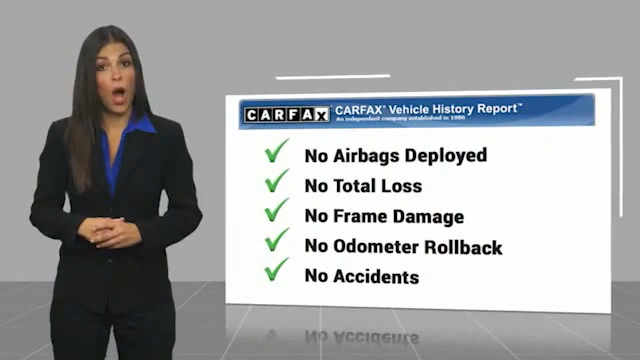 CARFAX CARFAX® Vehicle History Report™
An independent company established in 1986
No Airbags Deployed
No Total Loss
No Frame Damage
No Odometer Rollback
No Accidents